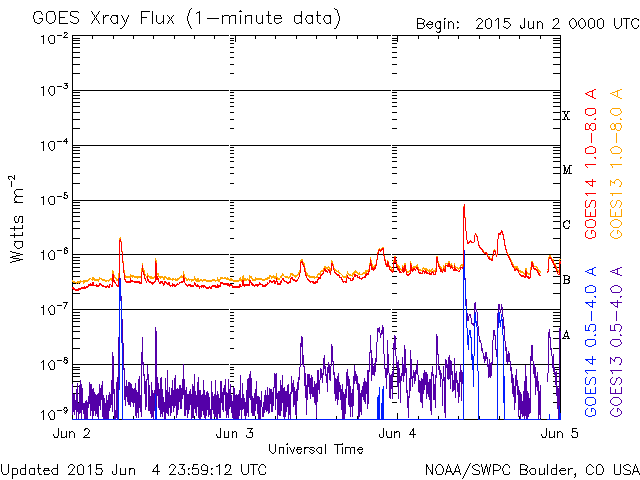 GOES Xray Flux (1-minute data)
Begin: 2015 Jun 2 0000 UTC
10-2
10-3
10-4
10-5
10-6
10-7
10-8
10-9
Watts m-2
X
M
C
B
A
GOES14 1.0-8.0 A
GOES13 1.0-8.0 A
GOES14 0.5-4.0 A
GOES13 0.5-4.0 A
Jun 2 Jun 3 Jun 4 Jun 5
Universal Time
Updated 2015 Jun 4 23:59:12 UTC
NOAA/SWPC Boulder, CO USA